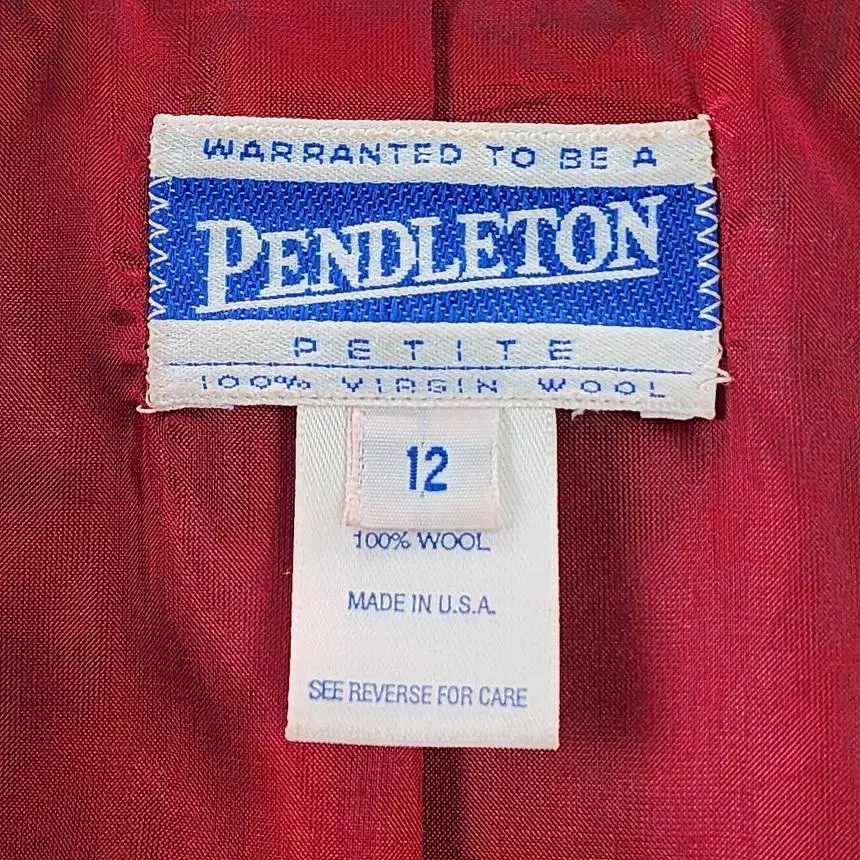 WARRANTED TO BE A
PENDLETON
PETITE
100% VIRGIN WOOL
12
100% WOOL
MADE IN U.S.A.
SEE REVERSE FOR CARE